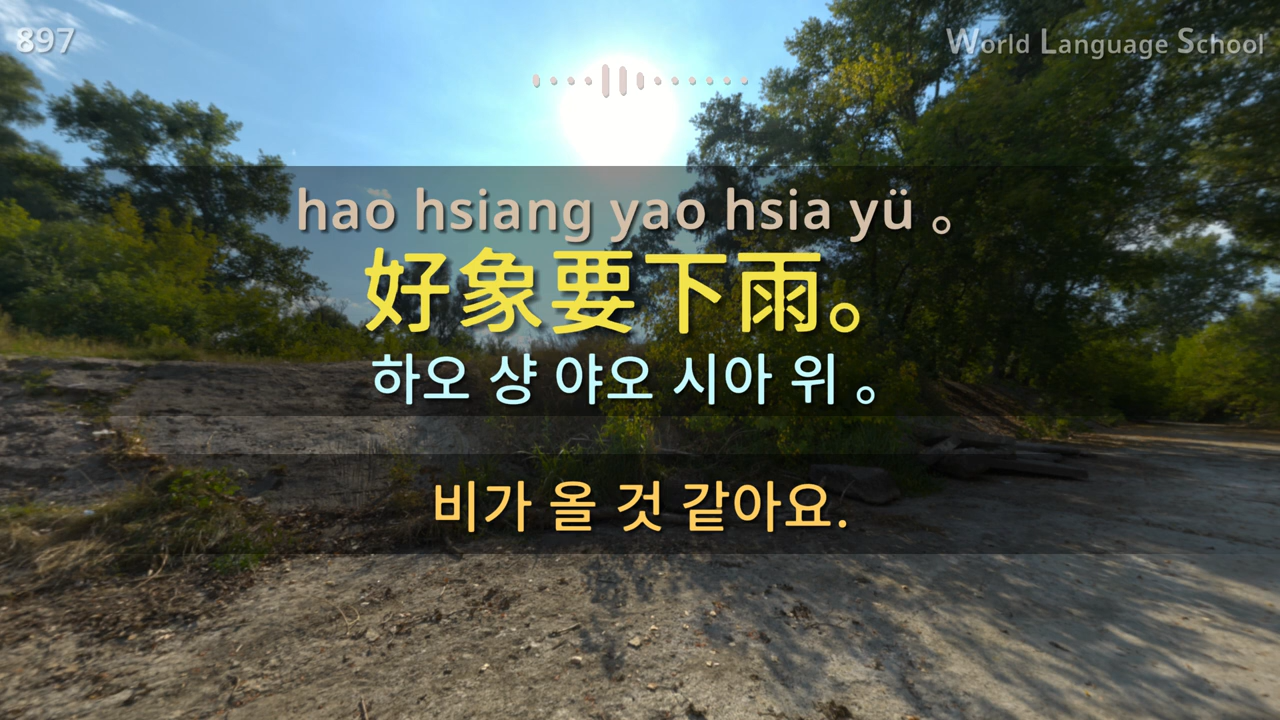 897
World Language School
hao hsiang yao hsia yü 。
好象要下雨。
하오 샹 야오 시아 위 。
비가 올 것 같아요.